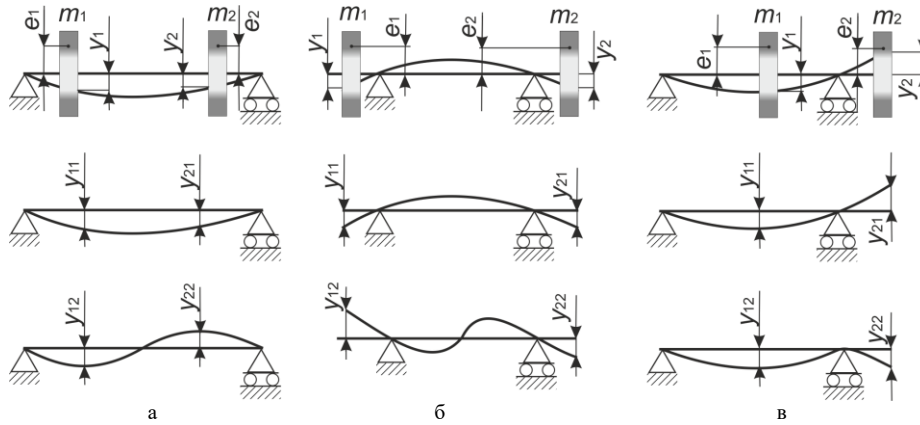 e₁ m₁ y₁ y₂ m₂ e₂
y₁ m₁ e₁ e₂ m₂ y₂
e₁ m₁ y₁ e₂ m₂ y₂
y₁₁ y₂₁
y₁₁ y₂₁
y₁₁ y₂₁
y₁₂ y₂₂
y₁₂ y₂₂
y₁₂ y₂₂
а б в